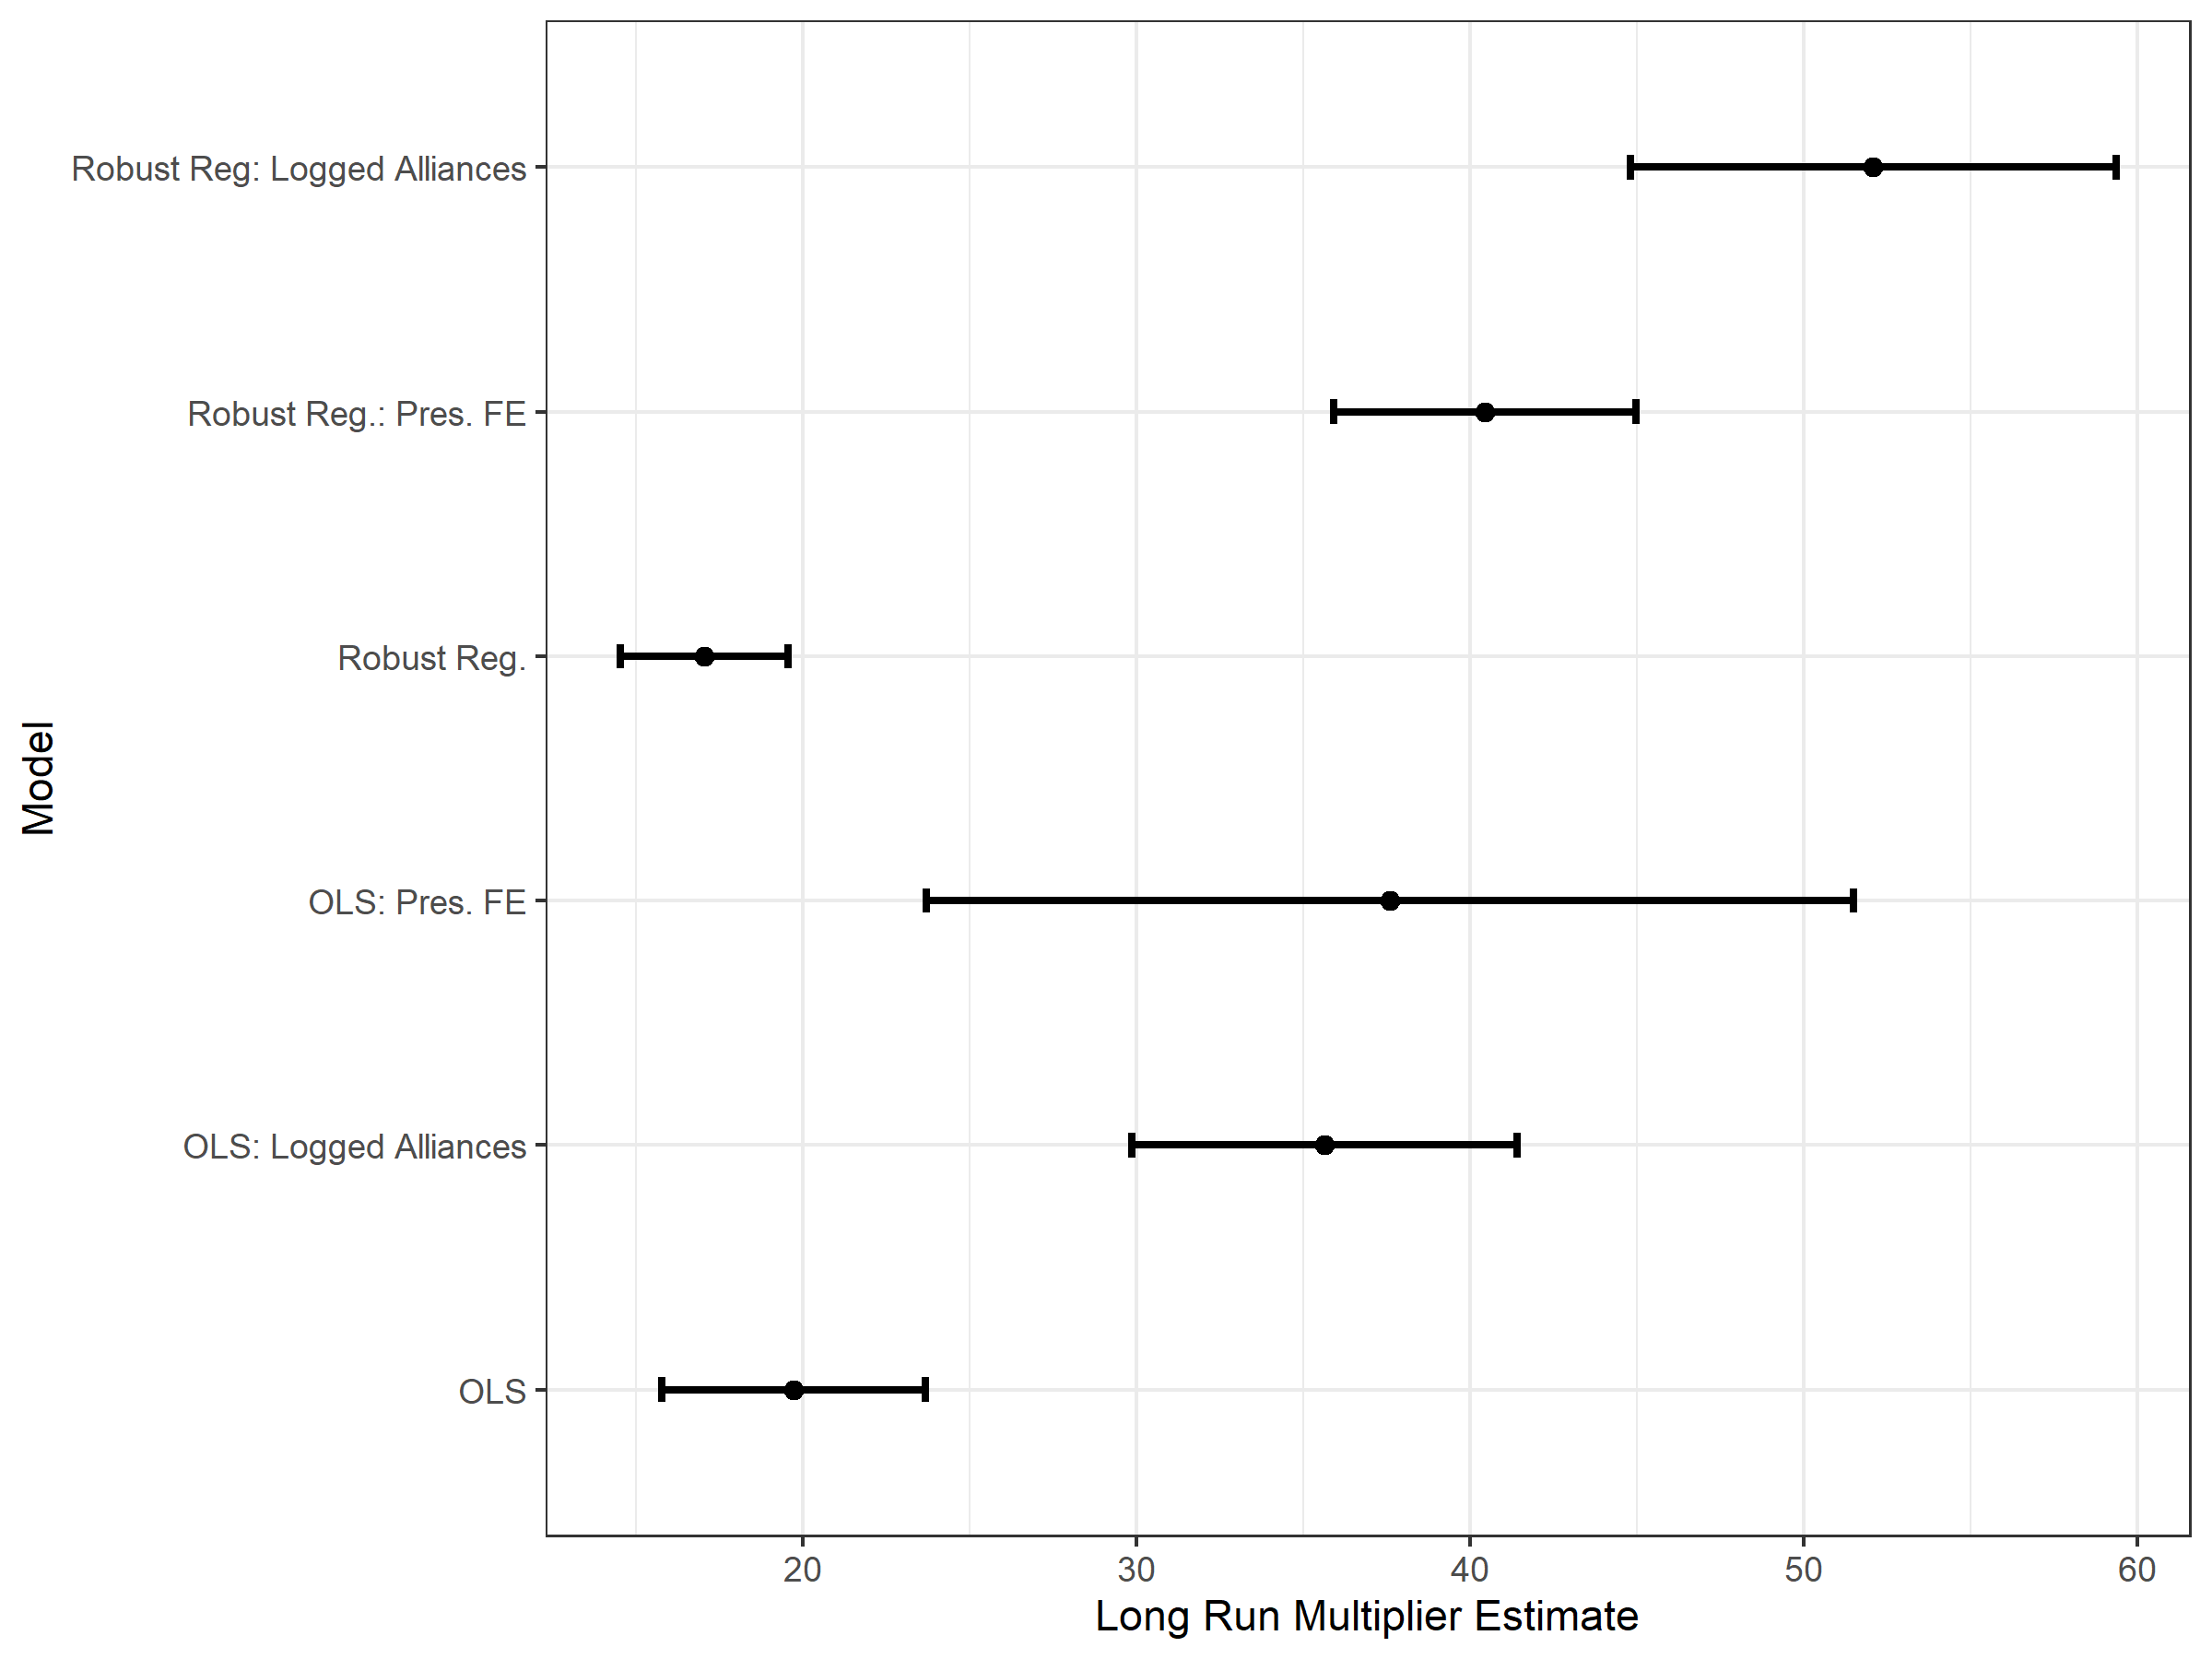 Robust Reg: Logged Alliances
Robust Reg.: Pres. FE
Robust Reg.
OLS: Pres. FE
OLS: Logged Alliances
OLS
Model
20 30 40 50 60
Long Run Multiplier Estimate